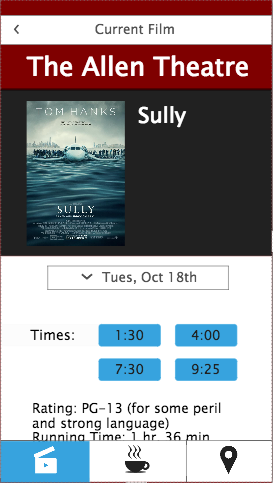 Current Film
The Allen Theatre
TOM HANKS
Sully
SULLY
Tues, Oct 18th
Times:
1:30
4:00
7:30
9:25
Rating: PG-13 (for some peril
and strong language)
Running Time: 1 hr. 36 min